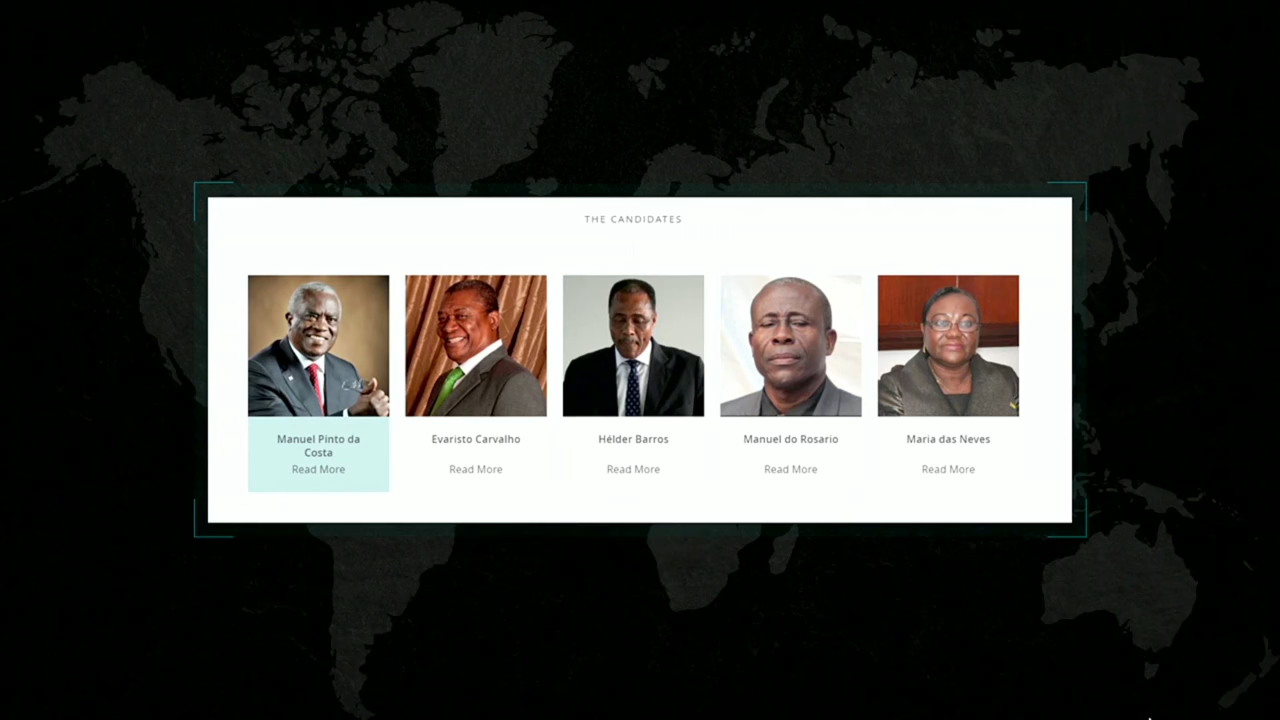 THE CANDIDATES
Manuel Pinto da
Costa
Read More
Evaristo Carvalho
Read More
Hélder Barros
Read More
Manuel do Rosario
Read More
Maria das Neves
Read More